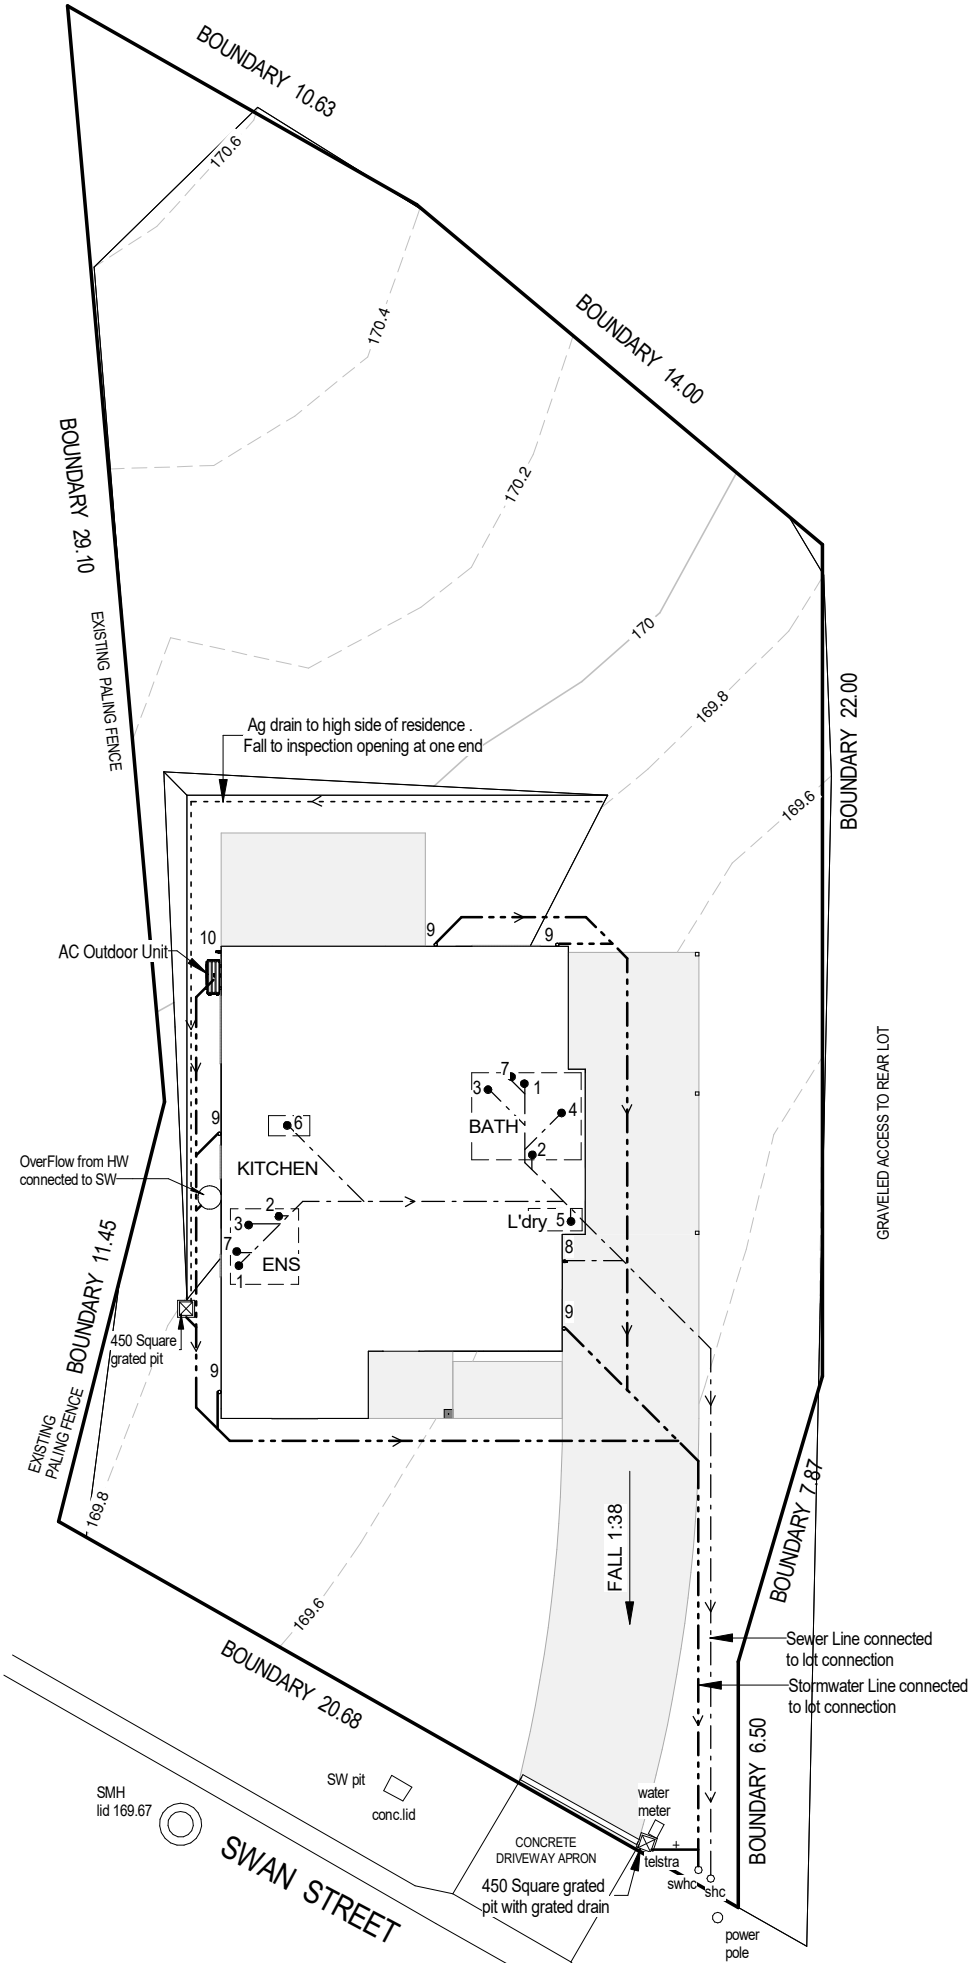 BOUNDARY 10.63
170.6
170.4
BOUNDARY 14.00
170.2
BOUNDARY 29.10
170
EXISTING PALING FENCE
169.8
BOUNDARY 22.00
Ag drain to high side of residence .
Fall to inspection opening at one end
169.6
9
9
10
AC Outdoor Unit
GRAVELED ACCESS TO REAR LOT
7
3
1
4
9
6
BATH
2
OverFlow from HW
connected to SW
KITCHEN
2
3
L'dry
5
7
ENS
1
8
BOUNDARY 11.45
9
450 Square
grated pit
9
EXISTING
PALING FENCE
169.8
BOUNDARY 7.87
FALL 1:38
169.6
Sewer Line connected
to lot connection
BOUNDARY 20.68
Stormwater Line connected
to lot connection
BOUNDARY 6.50
SW pit
SMH
lid 169.67
conc.lid
water
meter
SWAN STREET
CONCRETE
DRIVEWAY APRON
telstra
450 Square grated
pit with grated drain
swhc
shc
power
pole